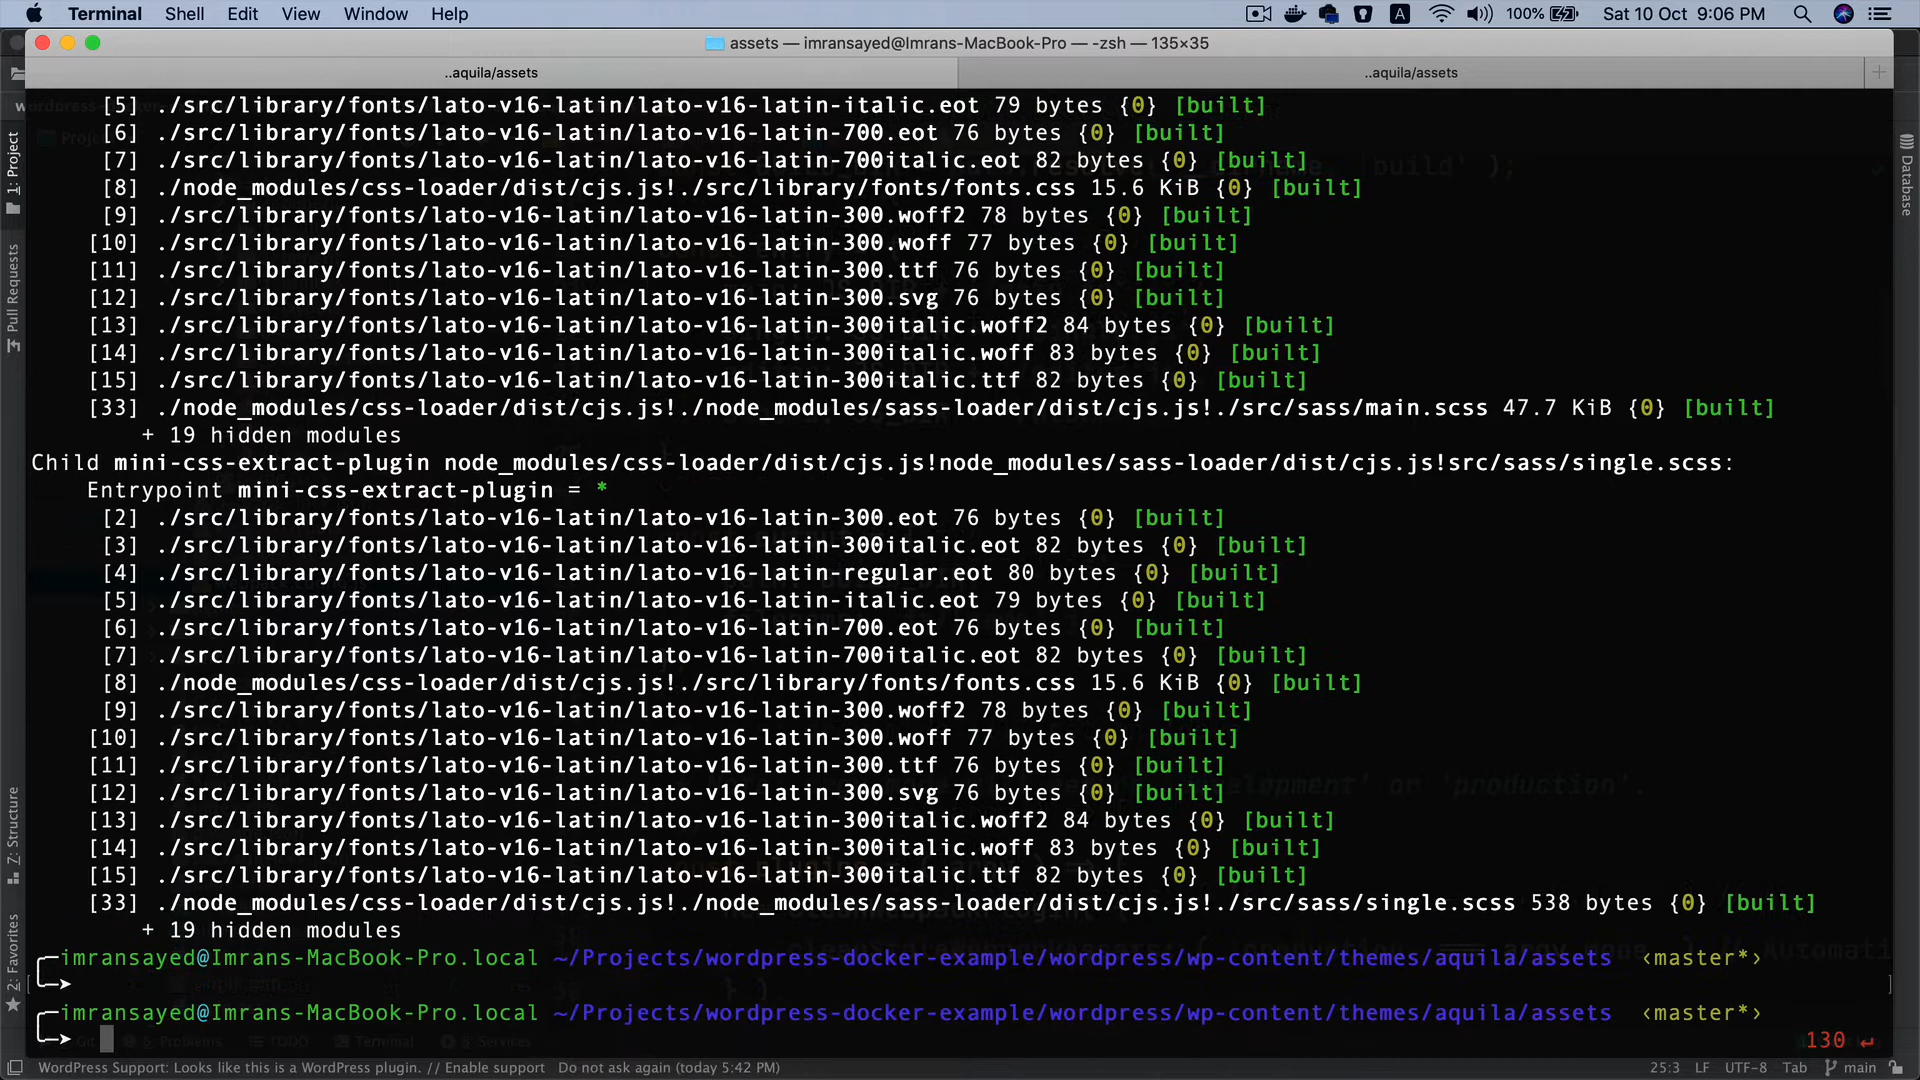 Terminal Shell Edit View Window Help
A 100% Sat 10 Oct 9:06 PM
assets — imransayed@Imrans-MacBook-Pro — -zsh — 135×35
..aquila/assets ..aquila/assets +
[5] ./src/library/fonts/lato-v16-latin/lato-v16-latin-italic.eot 79 bytes {0} [built]
[6] ./src/library/fonts/lato-v16-latin/lato-v16-latin-700.eot 76 bytes {0} [built]
[7] ./src/library/fonts/lato-v16-latin/lato-v16-latin-700italic.eot 82 bytes {0} [built]
[8] ./node_modules/css-loader/dist/cjs.js!./src/library/fonts/fonts.css 15.6 KiB {0} [built]
[9] ./src/library/fonts/lato-v16-latin/lato-v16-latin-300.woff2 78 bytes {0} [built]
[10] ./src/library/fonts/lato-v16-latin/lato-v16-latin-300.woff 77 bytes {0} [built]
[11] ./src/library/fonts/lato-v16-latin/lato-v16-latin-300.ttf 76 bytes {0} [built]
[12] ./src/library/fonts/lato-v16-latin/lato-v16-latin-300.svg 76 bytes {0} [built]
[13] ./src/library/fonts/lato-v16-latin/lato-v16-latin-300italic.woff2 84 bytes {0} [built]
[14] ./src/library/fonts/lato-v16-latin/lato-v16-latin-300italic.woff 83 bytes {0} [built]
[15] ./src/library/fonts/lato-v16-latin/lato-v16-latin-300italic.ttf 82 bytes {0} [built]
[33] ./node_modules/css-loader/dist/cjs.js!./node_modules/sass-loader/dist/cjs.js!./src/sass/main.scss 47.7 KiB {0} [built]
+ 19 hidden modules
Child mini-css-extract-plugin node_modules/css-loader/dist/cjs.js!node_modules/sass-loader/dist/cjs.js!src/sass/single.scss:
Entrypoint mini-css-extract-plugin = *
[2] ./src/library/fonts/lato-v16-latin/lato-v16-latin-300.eot 76 bytes {0} [built]
[3] ./src/library/fonts/lato-v16-latin/lato-v16-latin-300italic.eot 82 bytes {0} [built]
[4] ./src/library/fonts/lato-v16-latin/lato-v16-latin-regular.eot 80 bytes {0} [built]
[5] ./src/library/fonts/lato-v16-latin/lato-v16-latin-italic.eot 79 bytes {0} [built]
[6] ./src/library/fonts/lato-v16-latin/lato-v16-latin-700.eot 76 bytes {0} [built]
[7] ./src/library/fonts/lato-v16-latin/lato-v16-latin-700italic.eot 82 bytes {0} [built]
[8] ./node_modules/css-loader/dist/cjs.js!./src/library/fonts/fonts.css 15.6 KiB {0} [built]
[9] ./src/library/fonts/lato-v16-latin/lato-v16-latin-300.woff2 78 bytes {0} [built]
[10] ./src/library/fonts/lato-v16-latin/lato-v16-latin-300.woff 77 bytes {0} [built]
[11] ./src/library/fonts/lato-v16-latin/lato-v16-latin-300.ttf 76 bytes {0} [built]
[12] ./src/library/fonts/lato-v16-latin/lato-v16-latin-300.svg 76 bytes {0} [built]
[13] ./src/library/fonts/lato-v16-latin/lato-v16-latin-300italic.woff2 84 bytes {0} [built]
[14] ./src/library/fonts/lato-v16-latin/lato-v16-latin-300italic.woff 83 bytes {0} [built]
[15] ./src/library/fonts/lato-v16-latin/lato-v16-latin-300italic.ttf 82 bytes {0} [built]
[33] ./node_modules/css-loader/dist/cjs.js!./node_modules/sass-loader/dist/cjs.js!./src/sass/single.scss 538 bytes {0} [built]
+ 19 hidden modules
imransayed@Imrans-MacBook-Pro.local ~/Projects/wordpress-docker-example/wordpress/wp-content/themes/aquila/assets ‹master*›
imransayed@Imrans-MacBook-Pro.local ~/Projects/wordpress-docker-example/wordpress/wp-content/themes/aquila/assets ‹master*›
130 ↵
1: Project
Pull Requests
Z: Structure
2: Favorites
Database
WordPress Support: Looks like this is a WordPress plugin. // Enable support Do not ask again (today 5:42 PM) 25:3 LF UTF-8 Tab main